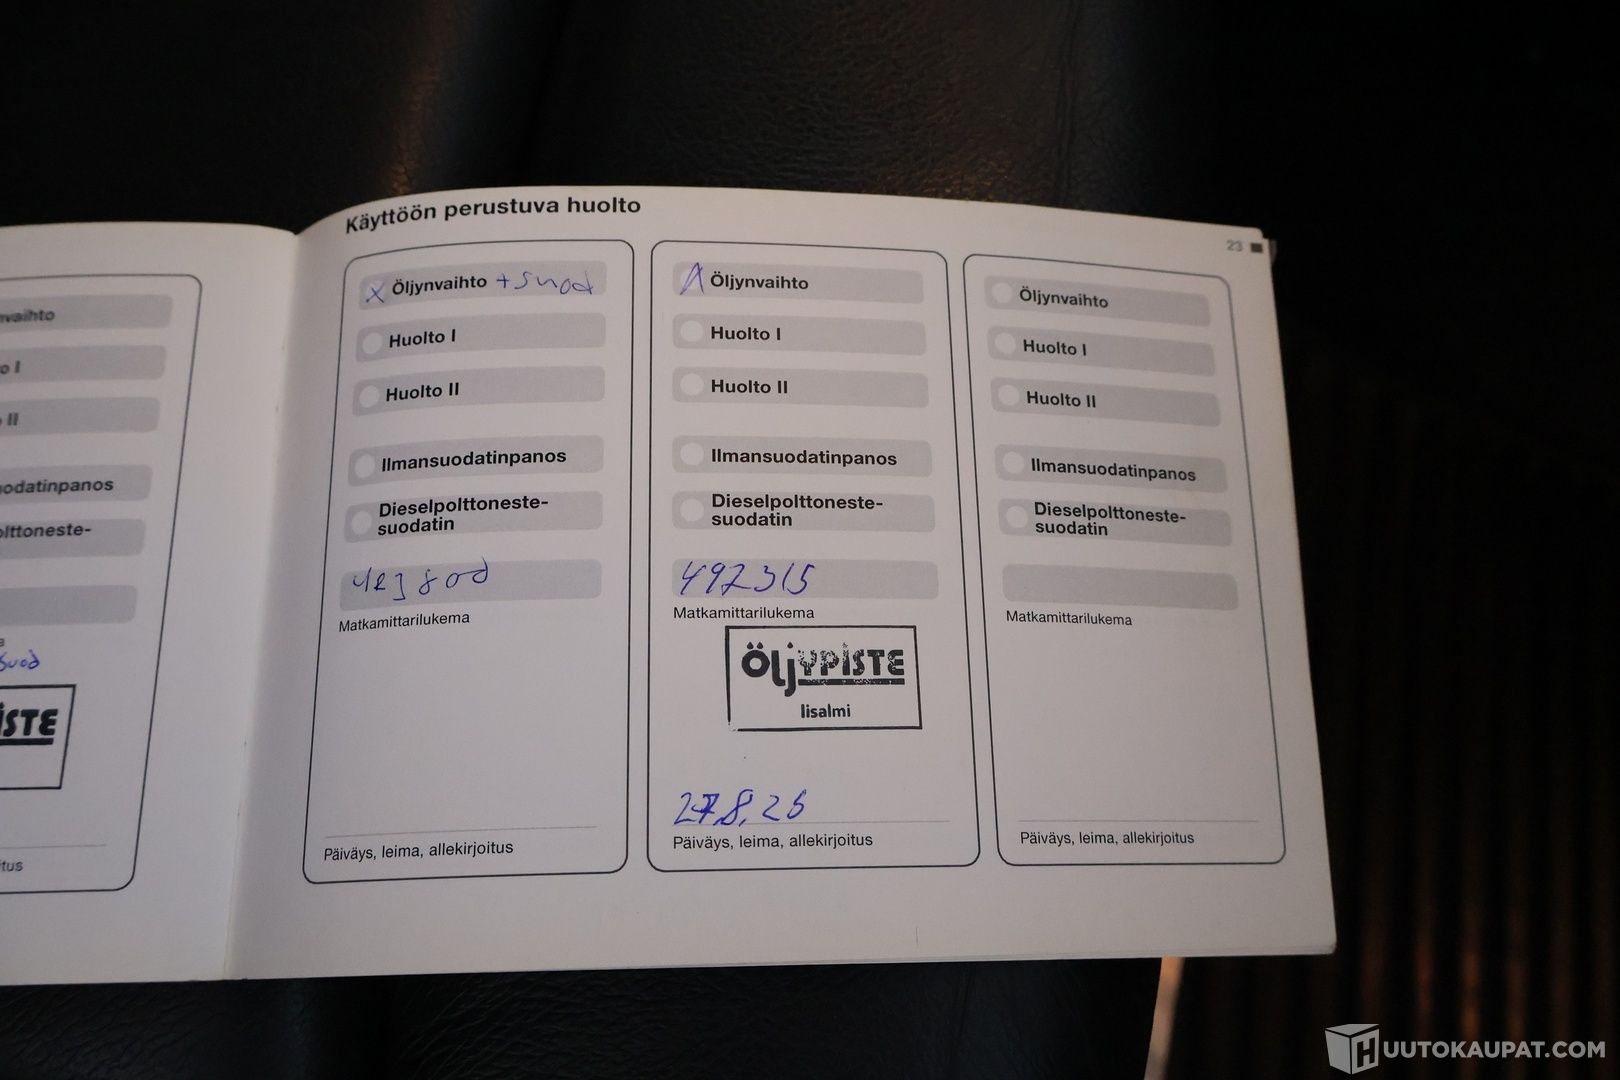 Käyttöön perustuva huolto
23
nvaihto
o I
II
odatinpanos
olttoneste-
suod
ISTE
itus
x Öljynvaihto + suod
Huolto I
Huolto II
Ilmansuodatinpanos
Dieselpolttoneste-
suodatin
Matkamittarilukema
Päiväys, leima, allekirjoitus
Öljynvaihto
Huolto I
Huolto II
Ilmansuodatinpanos
Dieselpolttoneste-
suodatin
492315
Matkamittarilukema
ÖljYPISTE
Iisalmi
Päiväys, leima, allekirjoitus
Öljynvaihto
Huolto I
Huolto II
Ilmansuodatinpanos
Dieselpolttoneste-
suodatin
Matkamittarilukema
Päiväys, leima, allekirjoitus
HUUTOKAUPAT.COM